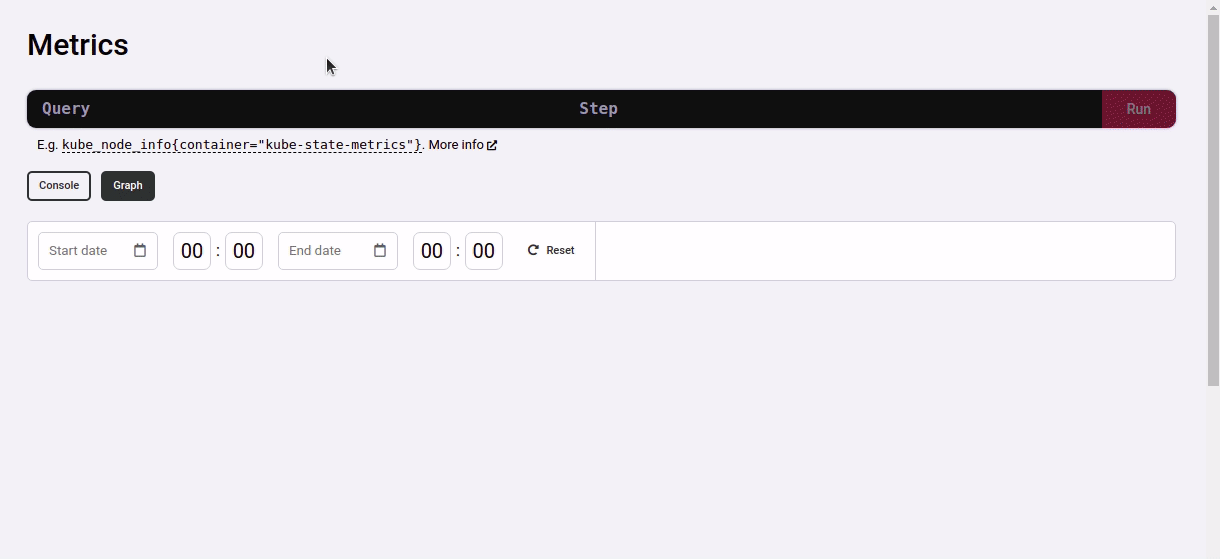 Metrics
Query Step Run
E.g. kube_node_info{container="kube-state-metrics"}. More info
Console Graph
Start date 00 : 00 End date 00 : 00 Reset